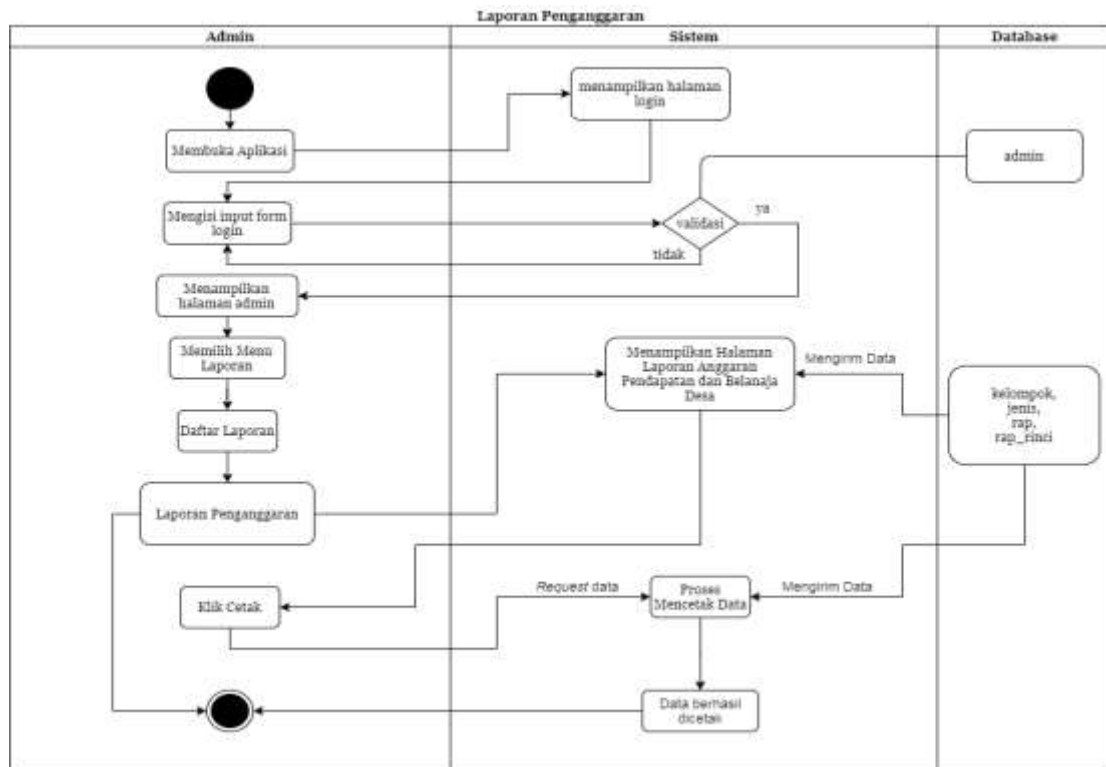 Laporan Penganggaran
Admin
Sistem
Database
menampilkan halaman
login
Membuka Aplikasi
admin
Mengisi input form
login
validasi
ya
tidak
Menampilkan
halaman admin
Memilih Menu
Laporan
Menampilkan Halaman
Laporan Anggaran
Pendapatan dan Belanaja
Desa
Mengirim Data
kelompok,
jenis,
rap,
rap_rinci
Daftar Laporan
Laporan Penganggaran
Klik Cetak
Request data
Proses
Mencetak Data
Mengirim Data
Data berhasil
dicetak